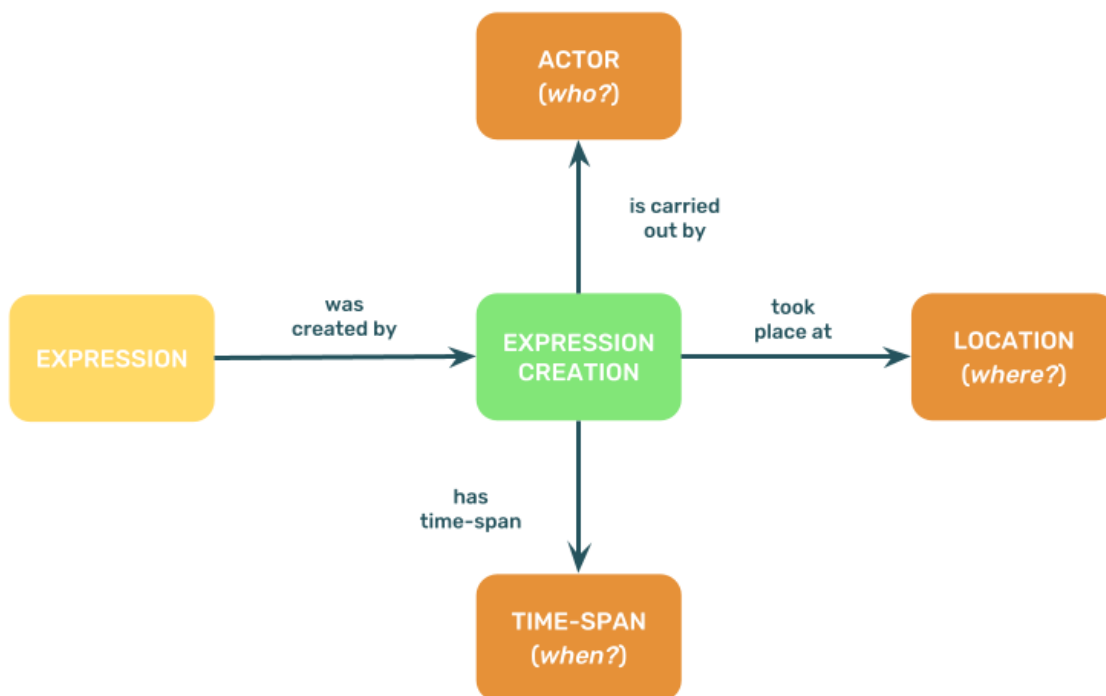 ACTOR
(who?)
is carried
out by
was
created by
took
place at
EXPRESSION
EXPRESSION
CREATION
LOCATION
(where?)
has
time-span
TIME-SPAN
(when?)